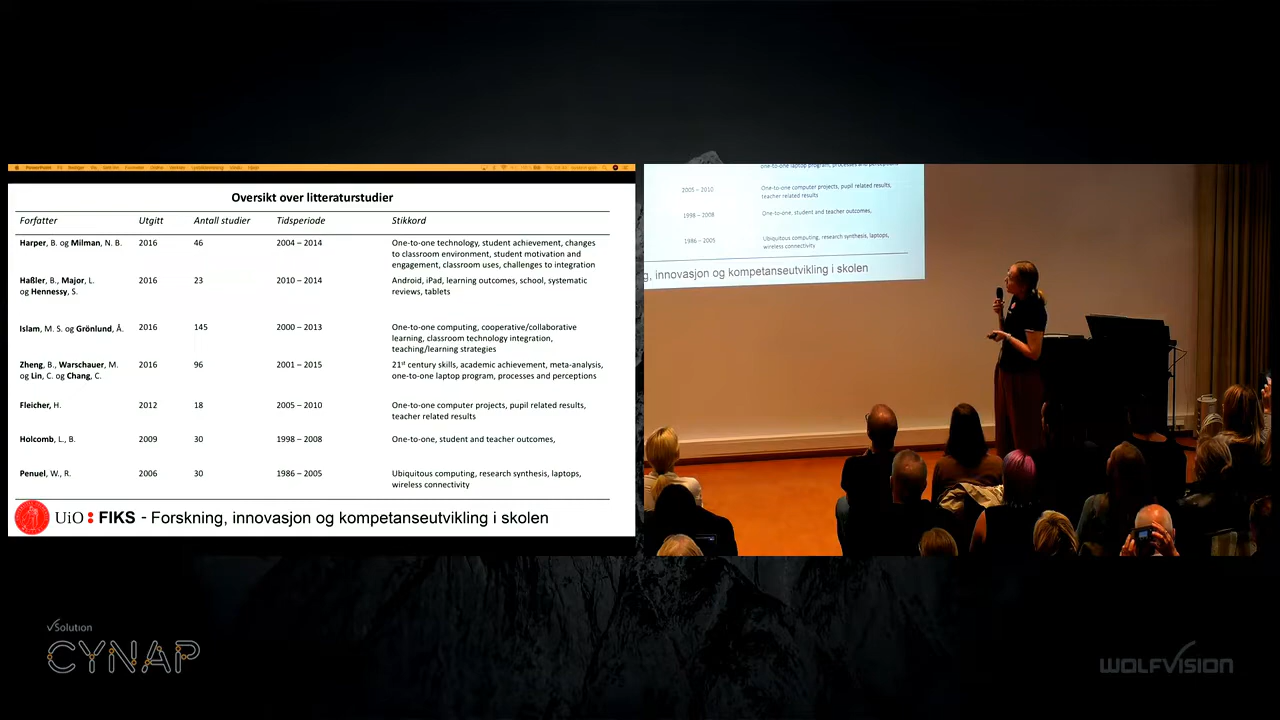 Oversikt over litteraturstudier
Forfatter Utgitt Antall studier Tidsperiode Stikkord
Harper, B. og Milman, N. B. 2016 46 2004 – 2014 One-to-one technology, student achievement, changes
to classroom environment, student motivation and
engagement, classroom uses, challenges to integration
Haßler, B., Major, L. 2016 23 2010 – 2014 Android, iPad, learning outcomes, school, systematic
og Hennessy, S. reviews, tablets
Islam, M. S. og Grönlund, Å. 2016 145 2000 – 2013 One-to-one computing, cooperative/collaborative
learning, classroom technology integration,
teaching/learning strategies
Zheng, B., Warschauer, M. 2016 96 2001 – 2015 21st century skills, academic achievement, meta-analysis,
og Lin, C. og Chang, C. one-to-one laptop program, processes and perceptions
Fleicher, H. 2012 18 2005 – 2010 One-to-one computer projects, pupil related results,
teacher related results
Holcomb, L., B. 2009 30 1998 – 2008 One-to-one, student and teacher outcomes,
Penuel, W., R. 2006 30 1986 – 2005 Ubiquitous computing, research synthesis, laptops,
wireless connectivity
UiO : FIKS - Forskning, innovasjon og kompetanseutvikling i skolen
one-to-one laptop program, processes and perceptions
2005 – 2010 One-to-one computer projects, pupil related results,
teacher related results
1998 – 2008 One-to-one, student and teacher outcomes,
1986 – 2005 Ubiquitous computing, research synthesis, laptops,
wireless connectivity
g, innovasjon og kompetanseutvikling i skolen
vSolution
CYNAP
WOLFVISION